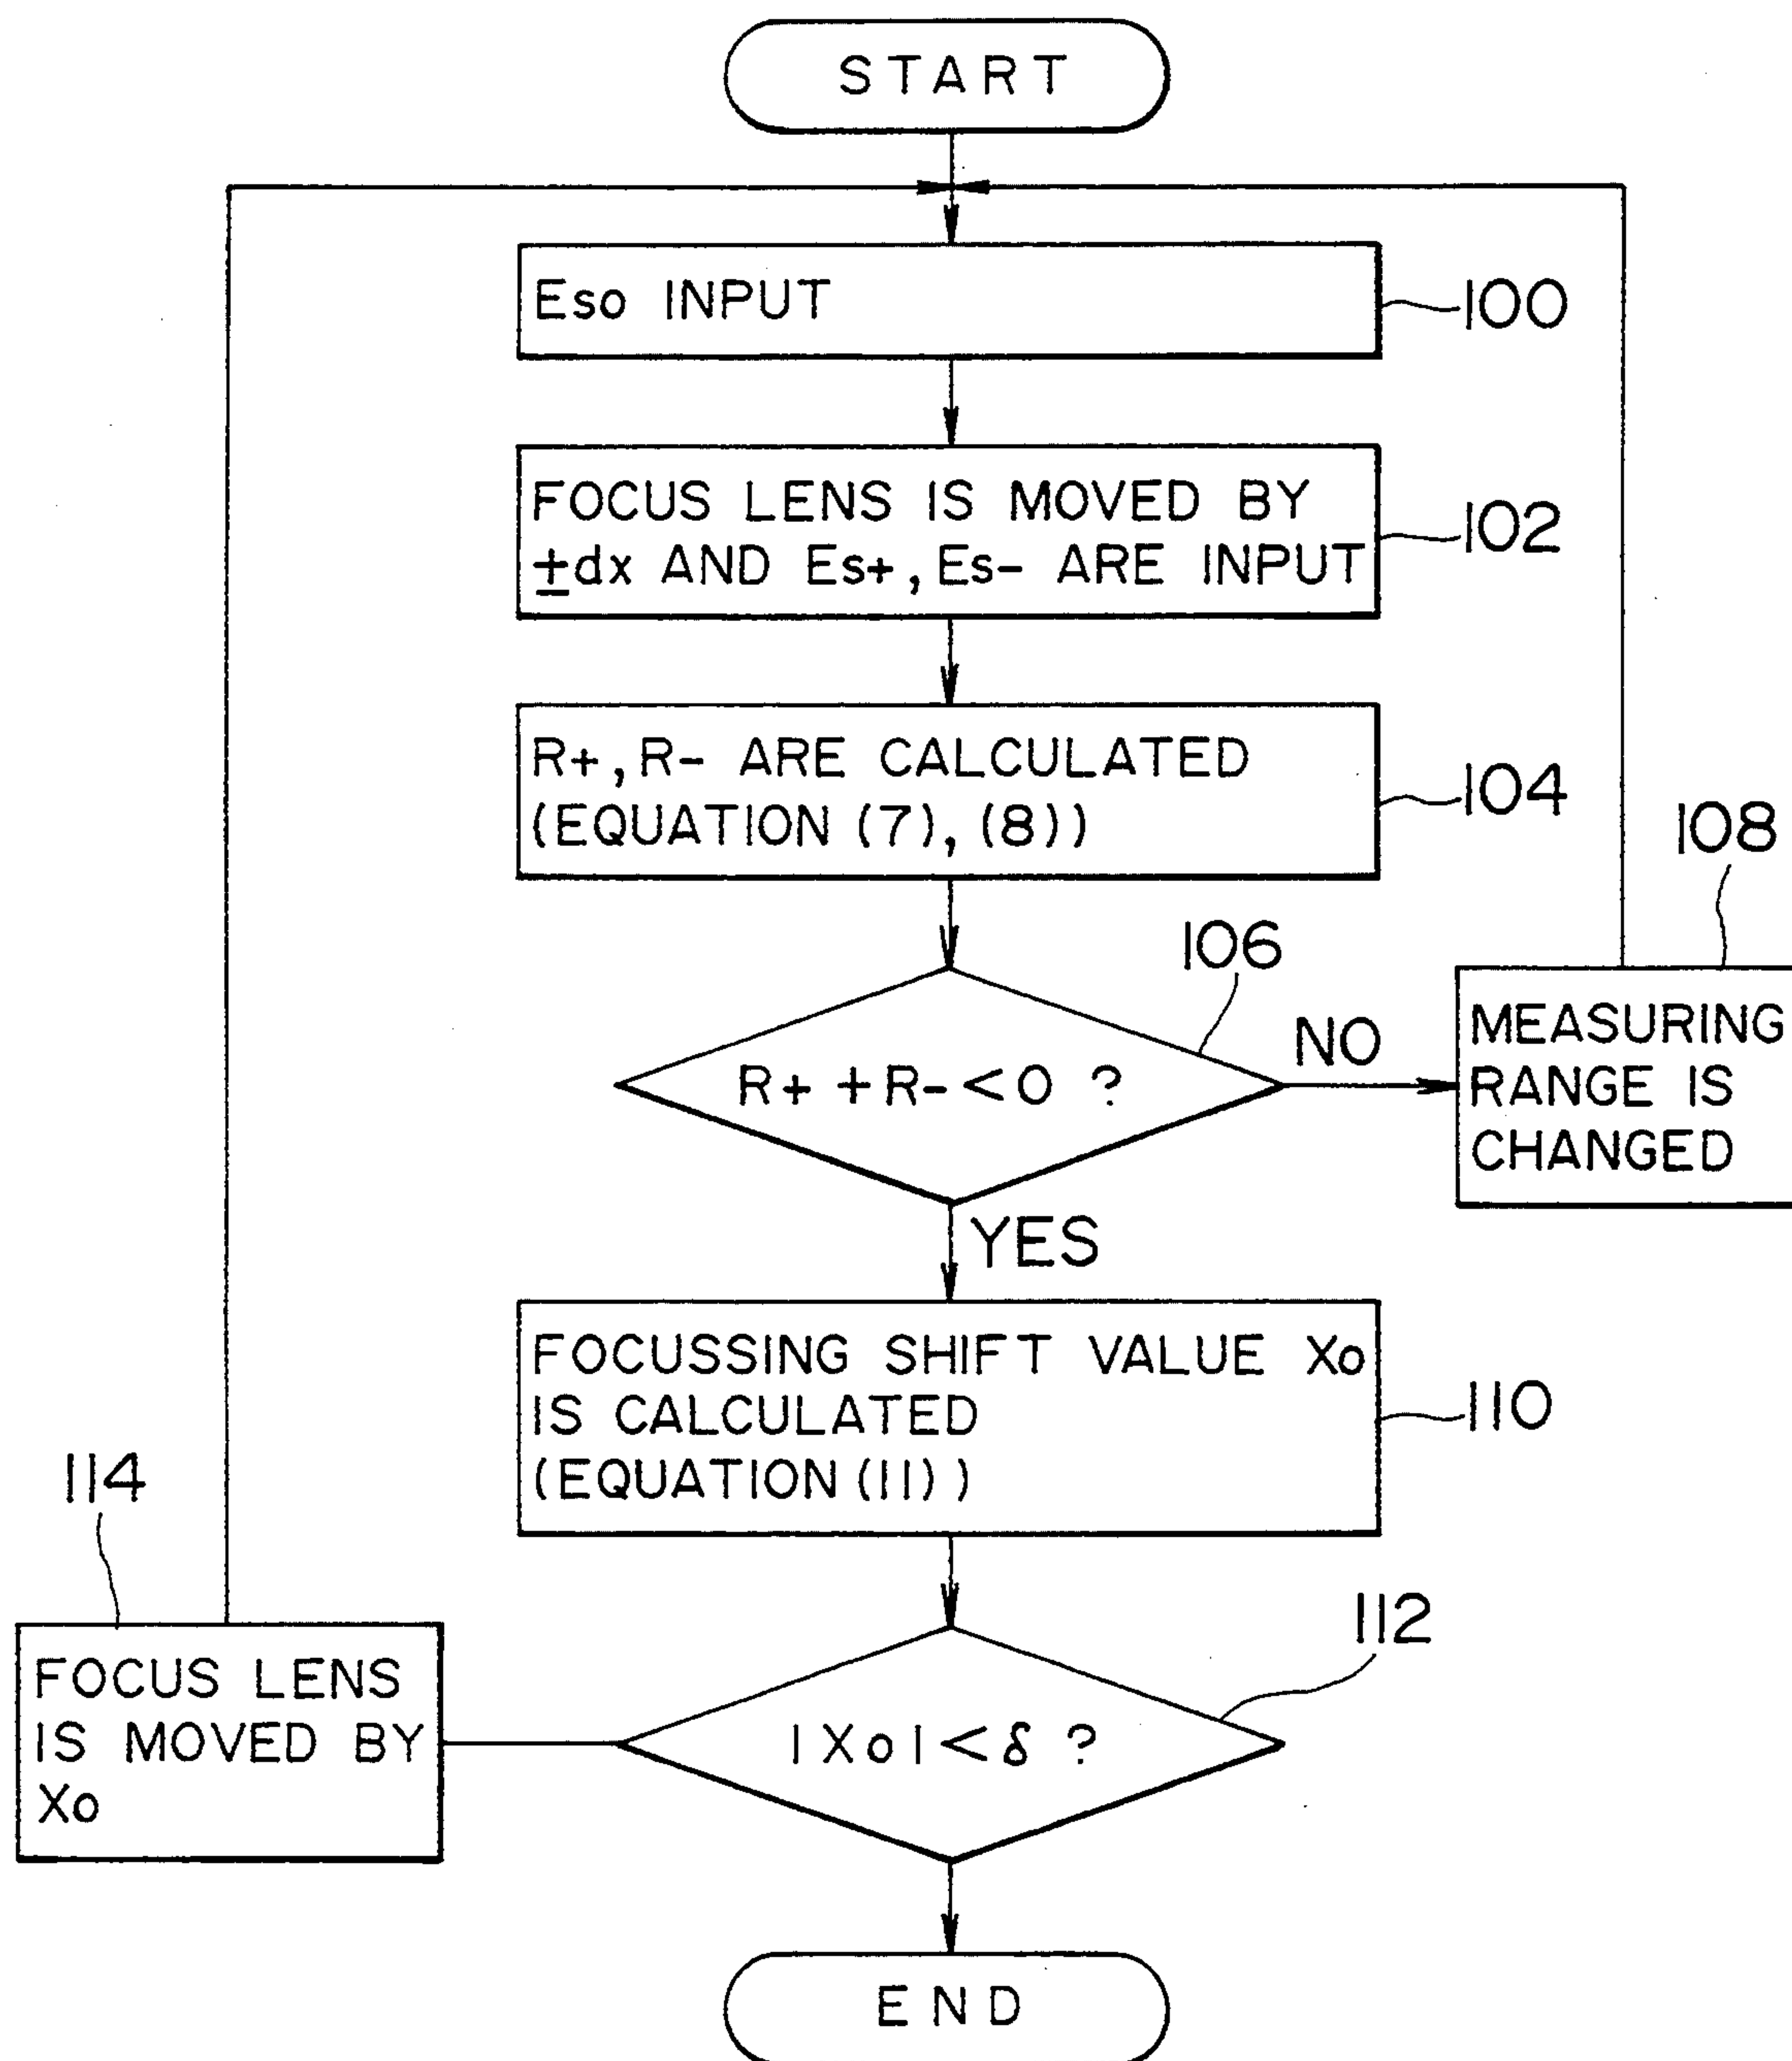 START
Eso INPUT
100
FOCUS LENS IS MOVED BY
±dx AND Es+, Es- ARE INPUT
102
R+, R- ARE CALCULATED
(EQUATION (7), (8))
104
106
R+ + R- < 0 ?
NO
108
MEASURING
RANGE IS
CHANGED
YES
FOCUSSING SHIFT VALUE Xo
IS CALCULATED
(EQUATION (11))
110
112
|Xo| < δ ?
114
FOCUS LENS
IS MOVED BY
Xo
END